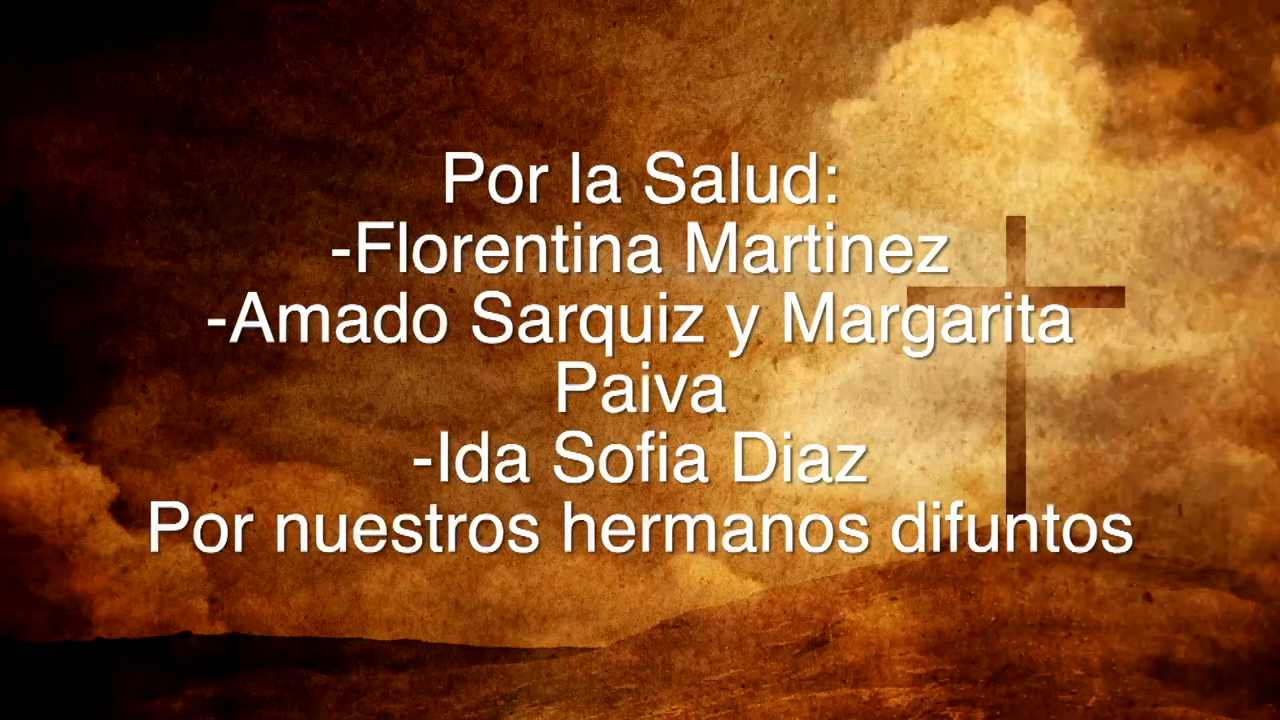 Por la Salud:
-Florentina Martinez
-Amado Sarquiz y Margarita
Paiva
-Ida Sofia Diaz
Por nuestros hermanos difuntos